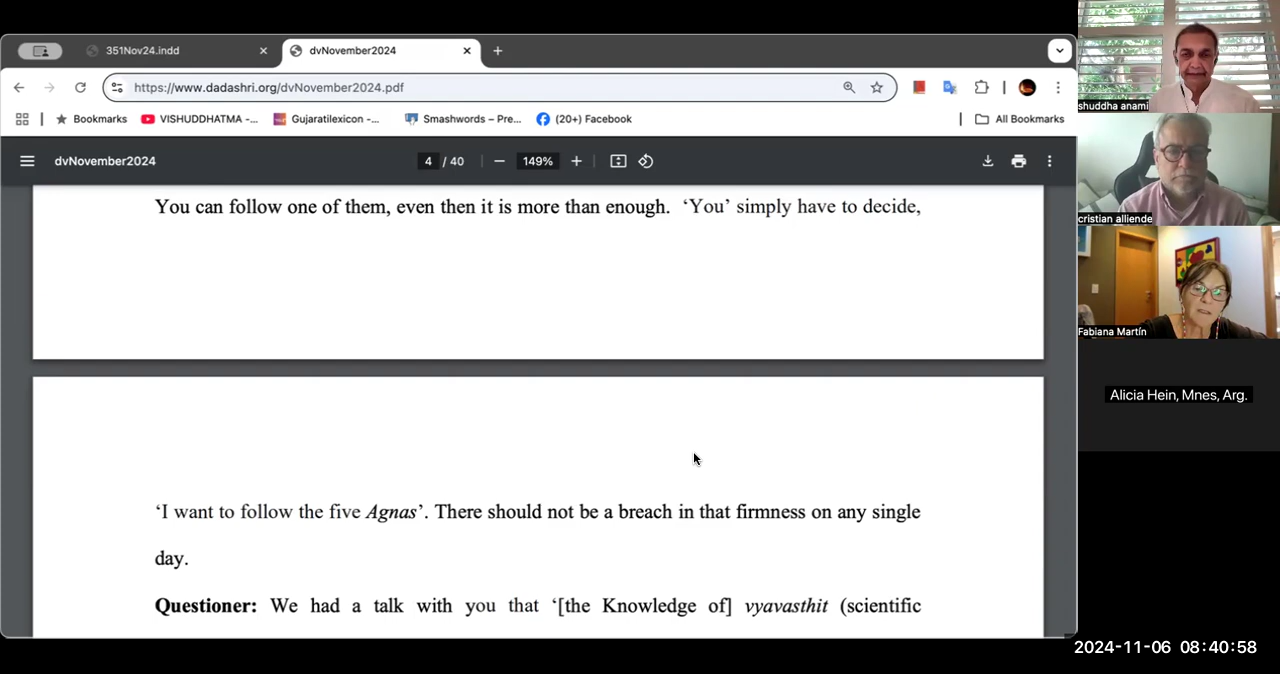 351Nov24.indd
dvNovember2024
https://www.dadashri.org/dvNovember2024.pdf
Bookmarks VISHUDDHATMA -... Gujaratilexicon -... Smashwords – Pre... (20+) Facebook All Bookmarks
dvNovember2024 4 / 40 149%
You can follow one of them, even then it is more than enough. ‘You’ simply have to decide,
‘I want to follow the five Agnas’. There should not be a breach in that firmness on any single
day.
Questioner: We had a talk with you that ‘[the Knowledge of] vyavasthit (scientific
shuddha anami
cristian alliende
Fabiana Martín
Alicia Hein, Mnes, Arg.
2024-11-06 08:40:58